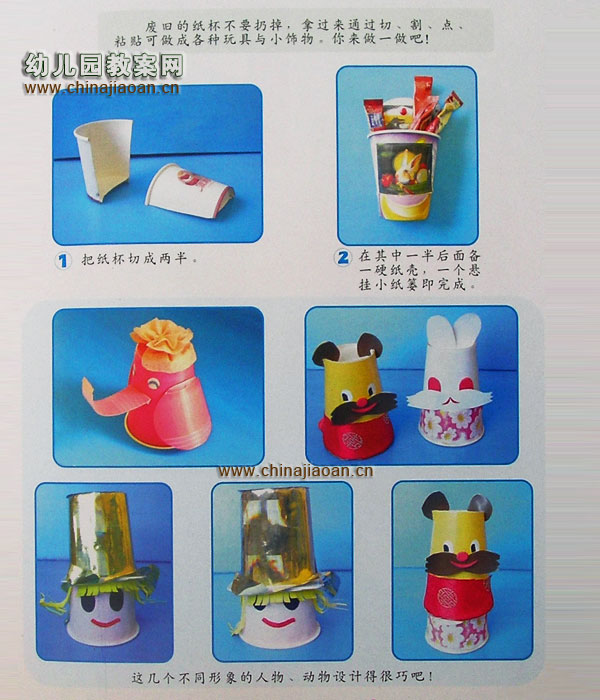 废旧的纸杯不要扔掉，拿过来通过切、割、点、
粘贴可做成各种玩具与小饰物。你来做一做吧！
幼儿园教案网
www.chinajiaoan.cn
1 把纸杯切成两半。
2 在其中一半后面备
一硬纸壳，一个悬
挂小纸篓即完成。
www.chinajiaoan.cn
这几个不同形象的人物、动物设计得很巧吧！